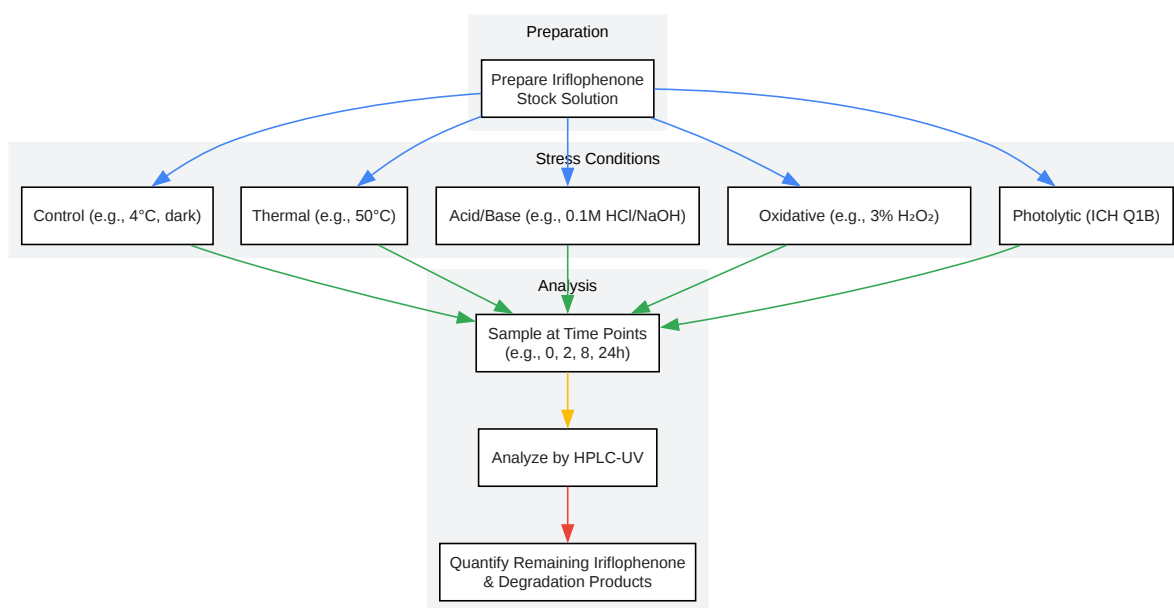 Preparation
Prepare Iriflophenone
Stock Solution
Stress Conditions
Control (e.g., 4°C, dark)
Thermal (e.g., 50°C)
Acid/Base (e.g., 0.1M HCl/NaOH)
Oxidative (e.g., 3% H₂O₂)
Photolytic (ICH Q1B)
Analysis
Sample at Time Points
(e.g., 0, 2, 8, 24h)
Analyze by HPLC-UV
Quantify Remaining Iriflophenone
& Degradation Products